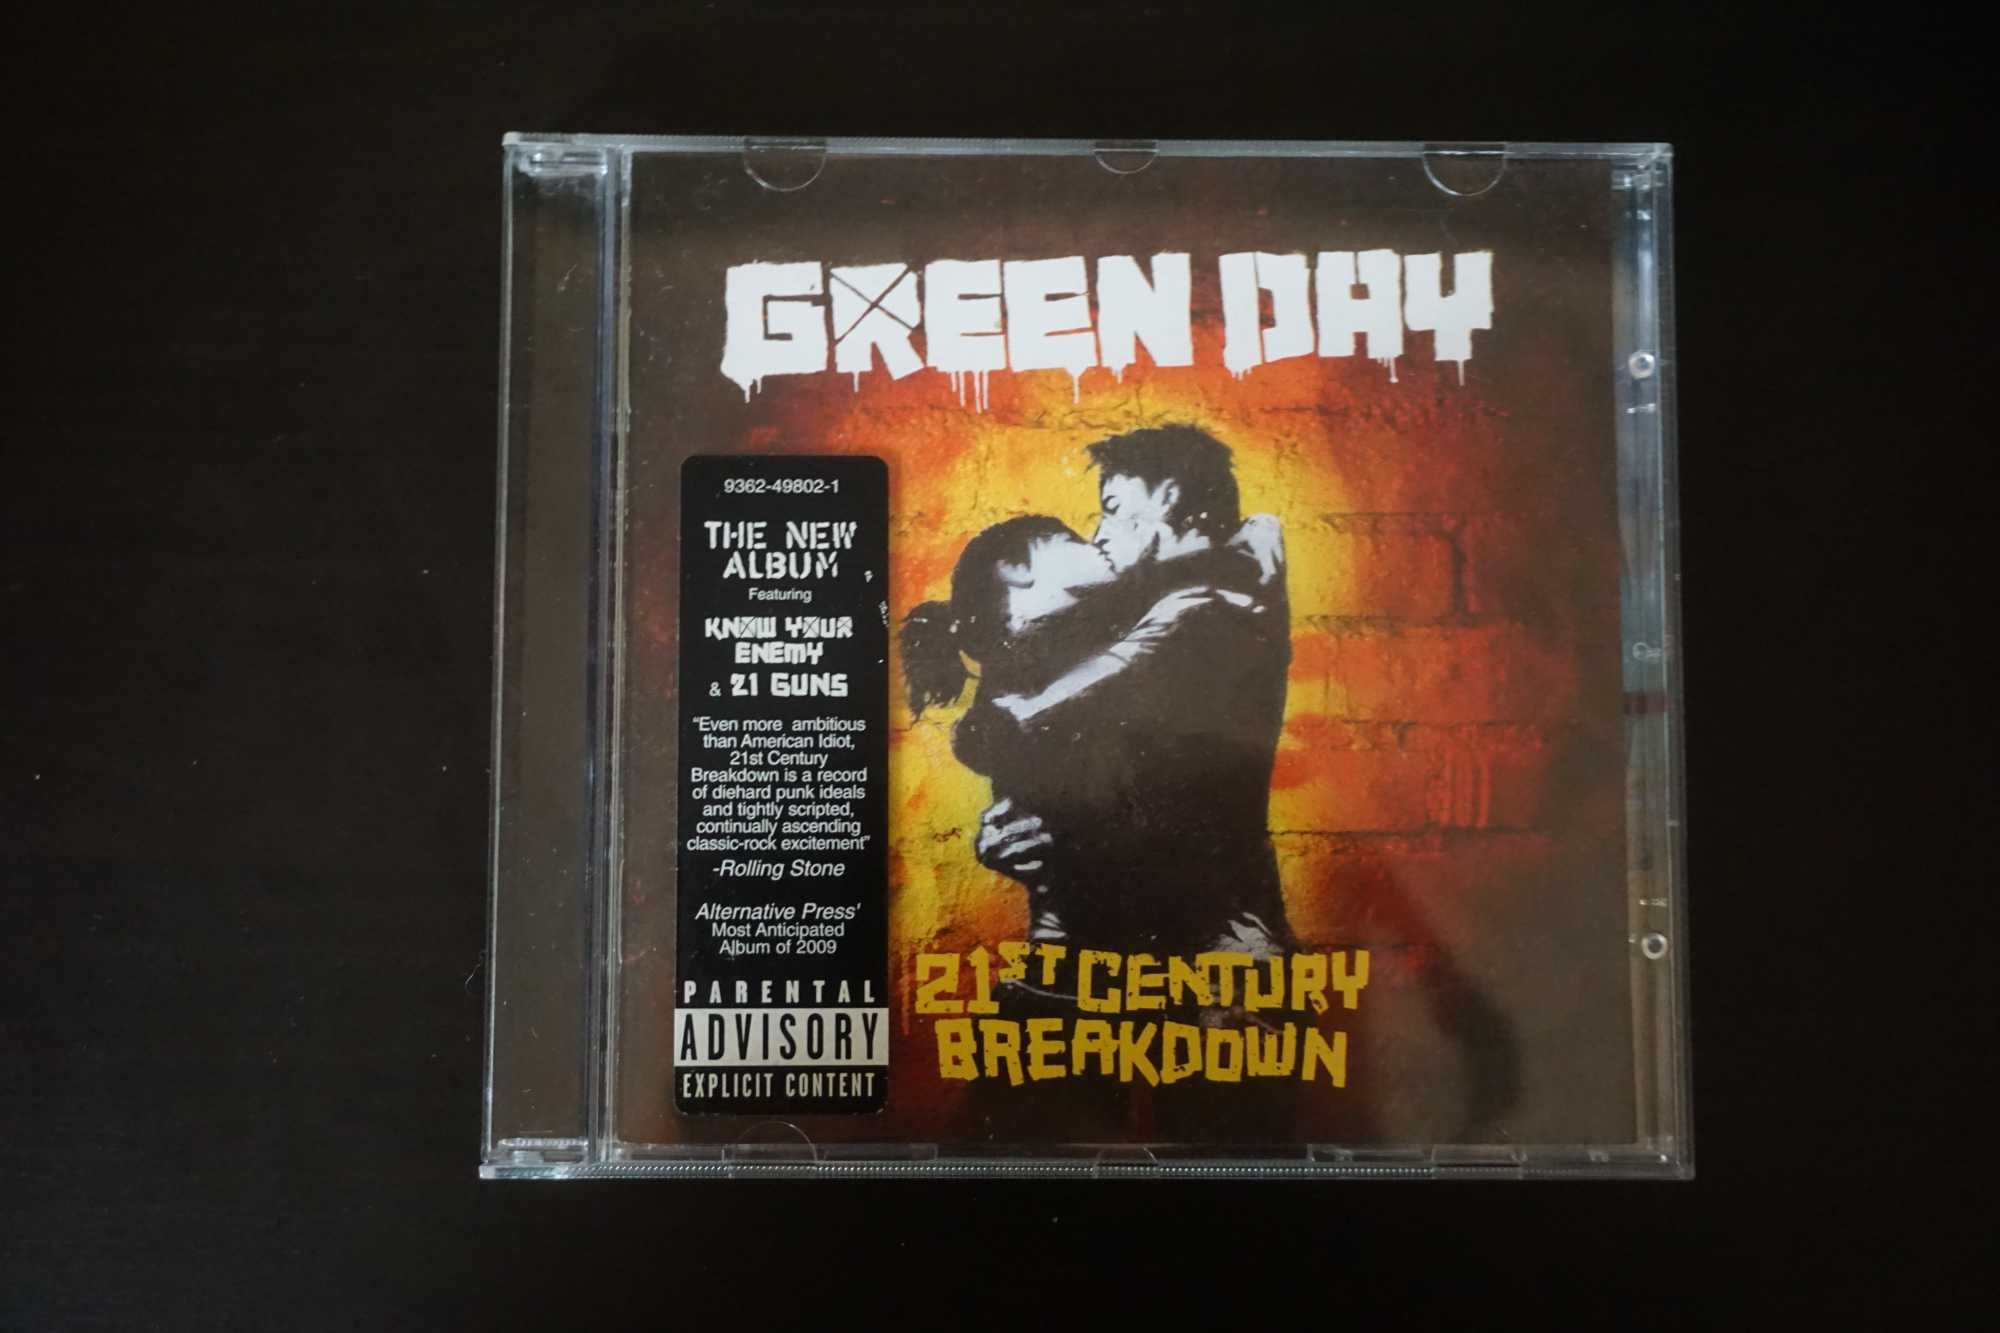 GREEN DAY
9362-49802-1
THE NEW
ALBUM
Featuring
KNOW YOUR
ENEMY
& 21 GUNS
“Even more ambitious
than American Idiot,
21st Century
Breakdown is a record
of diehard punk ideals
and tightly scripted,
continually ascending
classic-rock excitement”
-Rolling Stone
Alternative Press'
Most Anticipated
Album of 2009
PARENTAL
ADVISORY
EXPLICIT CONTENT
21ST CENTURY
BREAKDOWN